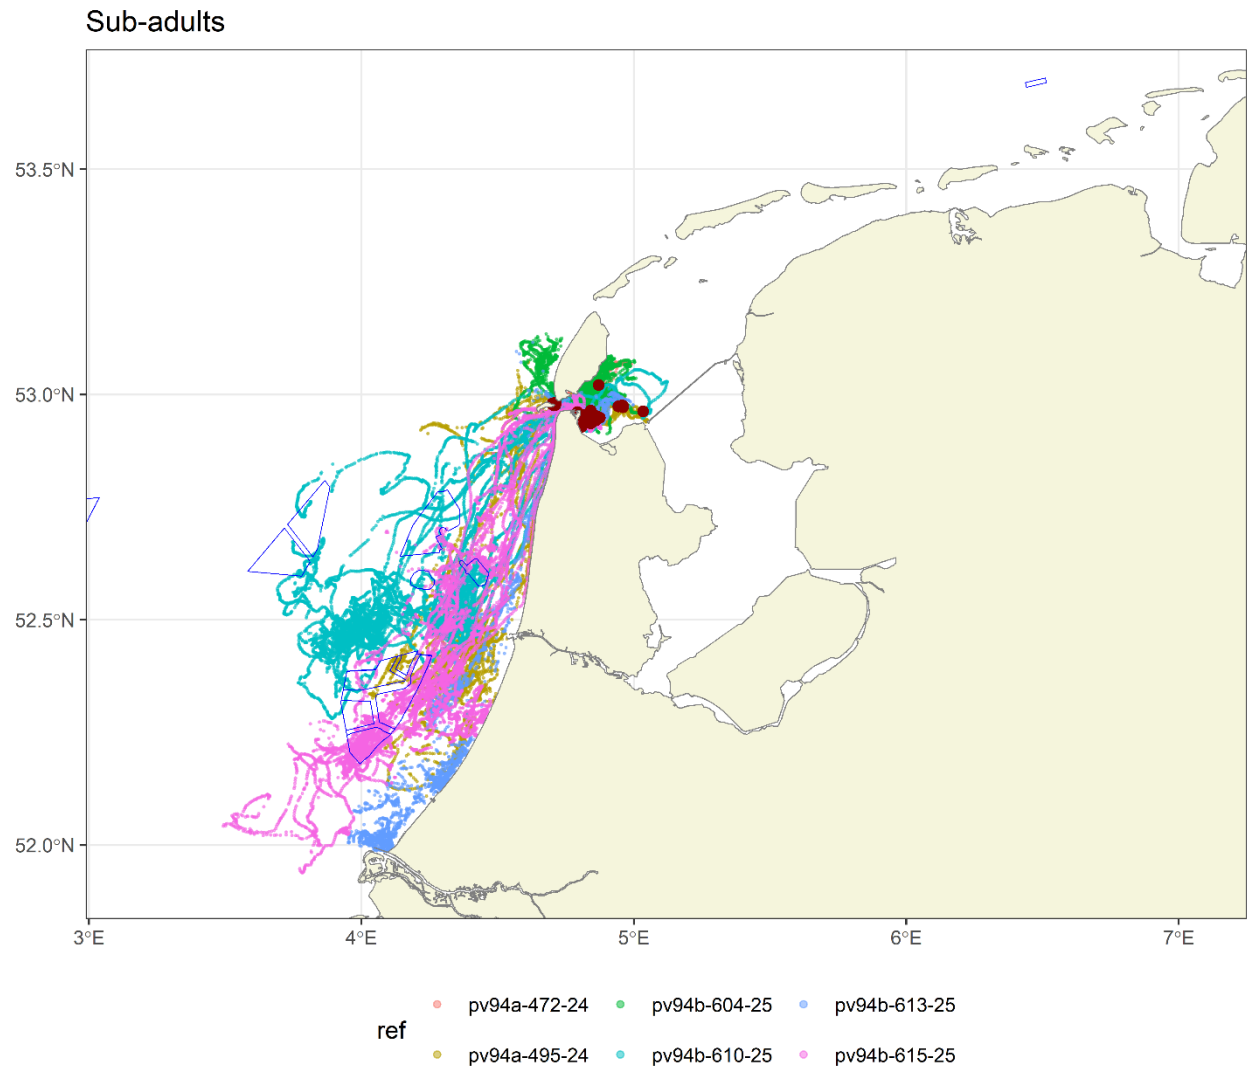 Sub-adults
53.5°N
53.0°N
52.5°N
52.0°N
3°E 4°E 5°E 6°E 7°E
ref
pv94a-472-24 pv94b-604-25 pv94b-613-25
pv94a-495-24 pv94b-610-25 pv94b-615-25